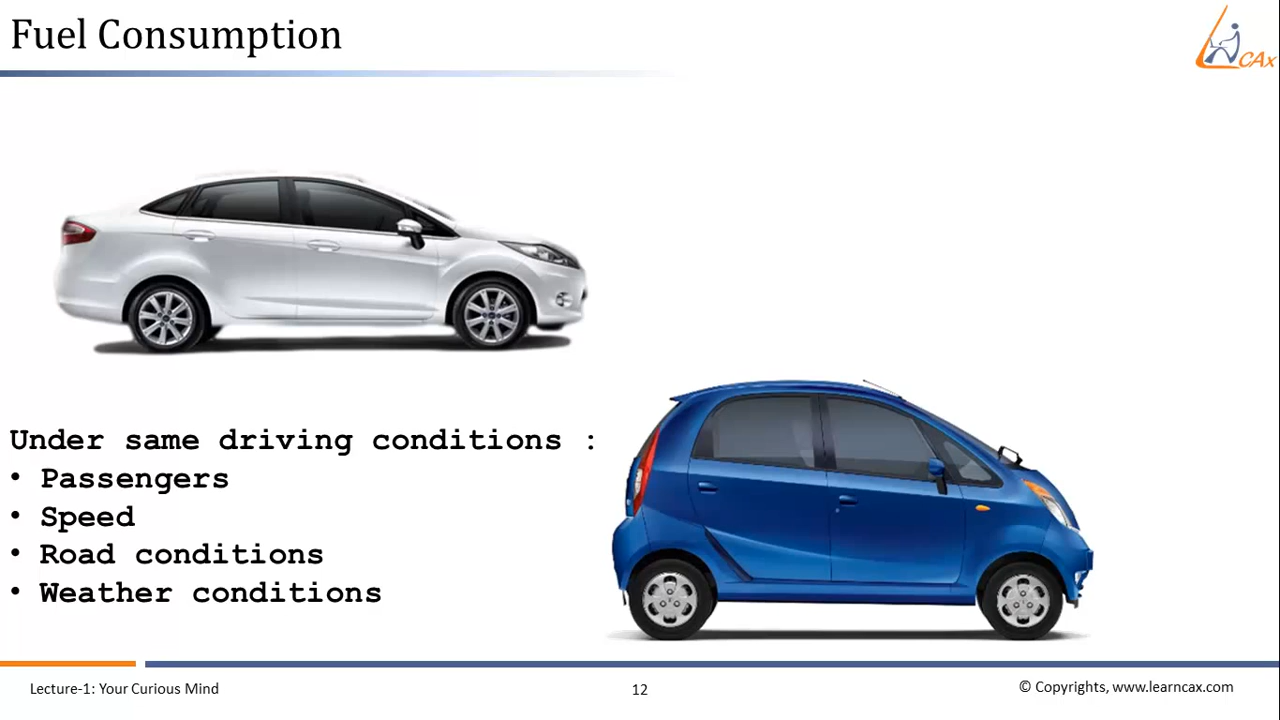 Fuel Consumption
CAx
Under same driving conditions :
• Passengers
• Speed
• Road conditions
• Weather conditions
Lecture-1: Your Curious Mind
12
© Copyrights, www.learncax.com